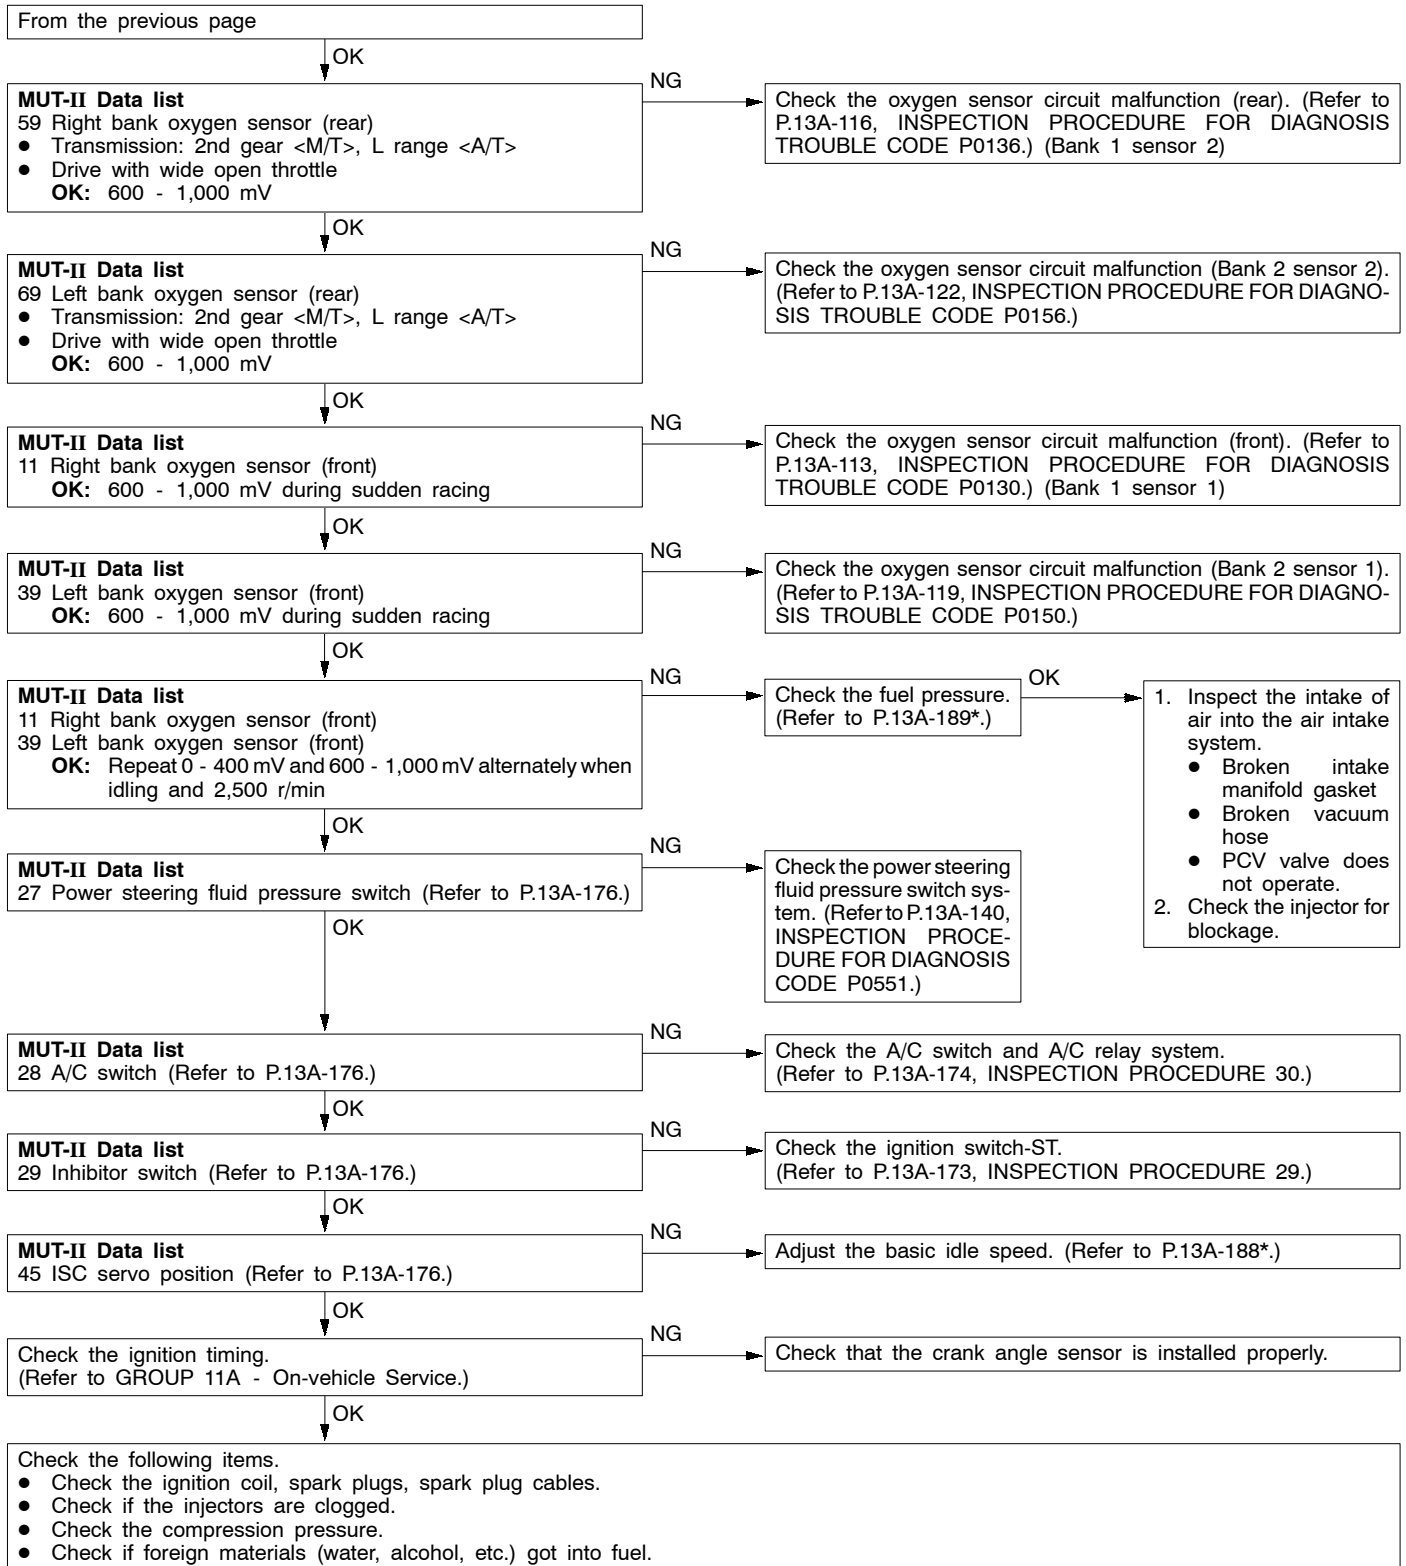 From the previous page
OK
MUT-II Data list
59 Right bank oxygen sensor (rear)
● Transmission: 2nd gear <M/T>, L range <A/T>
● Drive with wide open throttle
OK: 600 - 1,000 mV
NG
Check the oxygen sensor circuit malfunction (rear). (Refer to
P.13A-116, INSPECTION PROCEDURE FOR DIAGNOSIS
TROUBLE CODE P0136.) (Bank 1 sensor 2)
OK
MUT-II Data list
69 Left bank oxygen sensor (rear)
● Transmission: 2nd gear <M/T>, L range <A/T>
● Drive with wide open throttle
OK: 600 - 1,000 mV
NG
Check the oxygen sensor circuit malfunction (Bank 2 sensor 2).
(Refer to P.13A-122, INSPECTION PROCEDURE FOR DIAGNO-
SIS TROUBLE CODE P0156.)
OK
MUT-II Data list
11 Right bank oxygen sensor (front)
OK: 600 - 1,000 mV during sudden racing
NG
Check the oxygen sensor circuit malfunction (front). (Refer to
P.13A-113, INSPECTION PROCEDURE FOR DIAGNOSIS
TROUBLE CODE P0130.) (Bank 1 sensor 1)
OK
MUT-II Data list
39 Left bank oxygen sensor (front)
OK: 600 - 1,000 mV during sudden racing
NG
Check the oxygen sensor circuit malfunction (Bank 2 sensor 1).
(Refer to P.13A-119, INSPECTION PROCEDURE FOR DIAGNO-
SIS TROUBLE CODE P0150.)
OK
MUT-II Data list
11 Right bank oxygen sensor (front)
39 Left bank oxygen sensor (front)
OK: Repeat 0 - 400 mV and 600 - 1,000 mV alternately when
idling and 2,500 r/min
NG
Check the fuel pressure.
(Refer to P.13A-189*.)
OK
1. Inspect the intake of
air into the air intake
system.
● Broken intake
manifold gasket
● Broken vacuum
hose
● PCV valve does
not operate.
2. Check the injector for
blockage.
OK
MUT-II Data list
27 Power steering fluid pressure switch (Refer to P.13A-176.)
NG
Check the power steering
fluid pressure switch sys-
tem. (Refer to P.13A-140,
INSPECTION PROCE-
DURE FOR DIAGNOSIS
CODE P0551.)
OK
MUT-II Data list
28 A/C switch (Refer to P.13A-176.)
NG
Check the A/C switch and A/C relay system.
(Refer to P.13A-174, INSPECTION PROCEDURE 30.)
OK
MUT-II Data list
29 Inhibitor switch (Refer to P.13A-176.)
NG
Check the ignition switch-ST.
(Refer to P.13A-173, INSPECTION PROCEDURE 29.)
OK
MUT-II Data list
45 ISC servo position (Refer to P.13A-176.)
NG
Adjust the basic idle speed. (Refer to P.13A-188*.)
OK
Check the ignition timing.
(Refer to GROUP 11A - On-vehicle Service.)
NG
Check that the crank angle sensor is installed properly.
OK
Check the following items.
● Check the ignition coil, spark plugs, spark plug cables.
● Check if the injectors are clogged.
● Check the compression pressure.
● Check if foreign materials (water, alcohol, etc.) got into fuel.